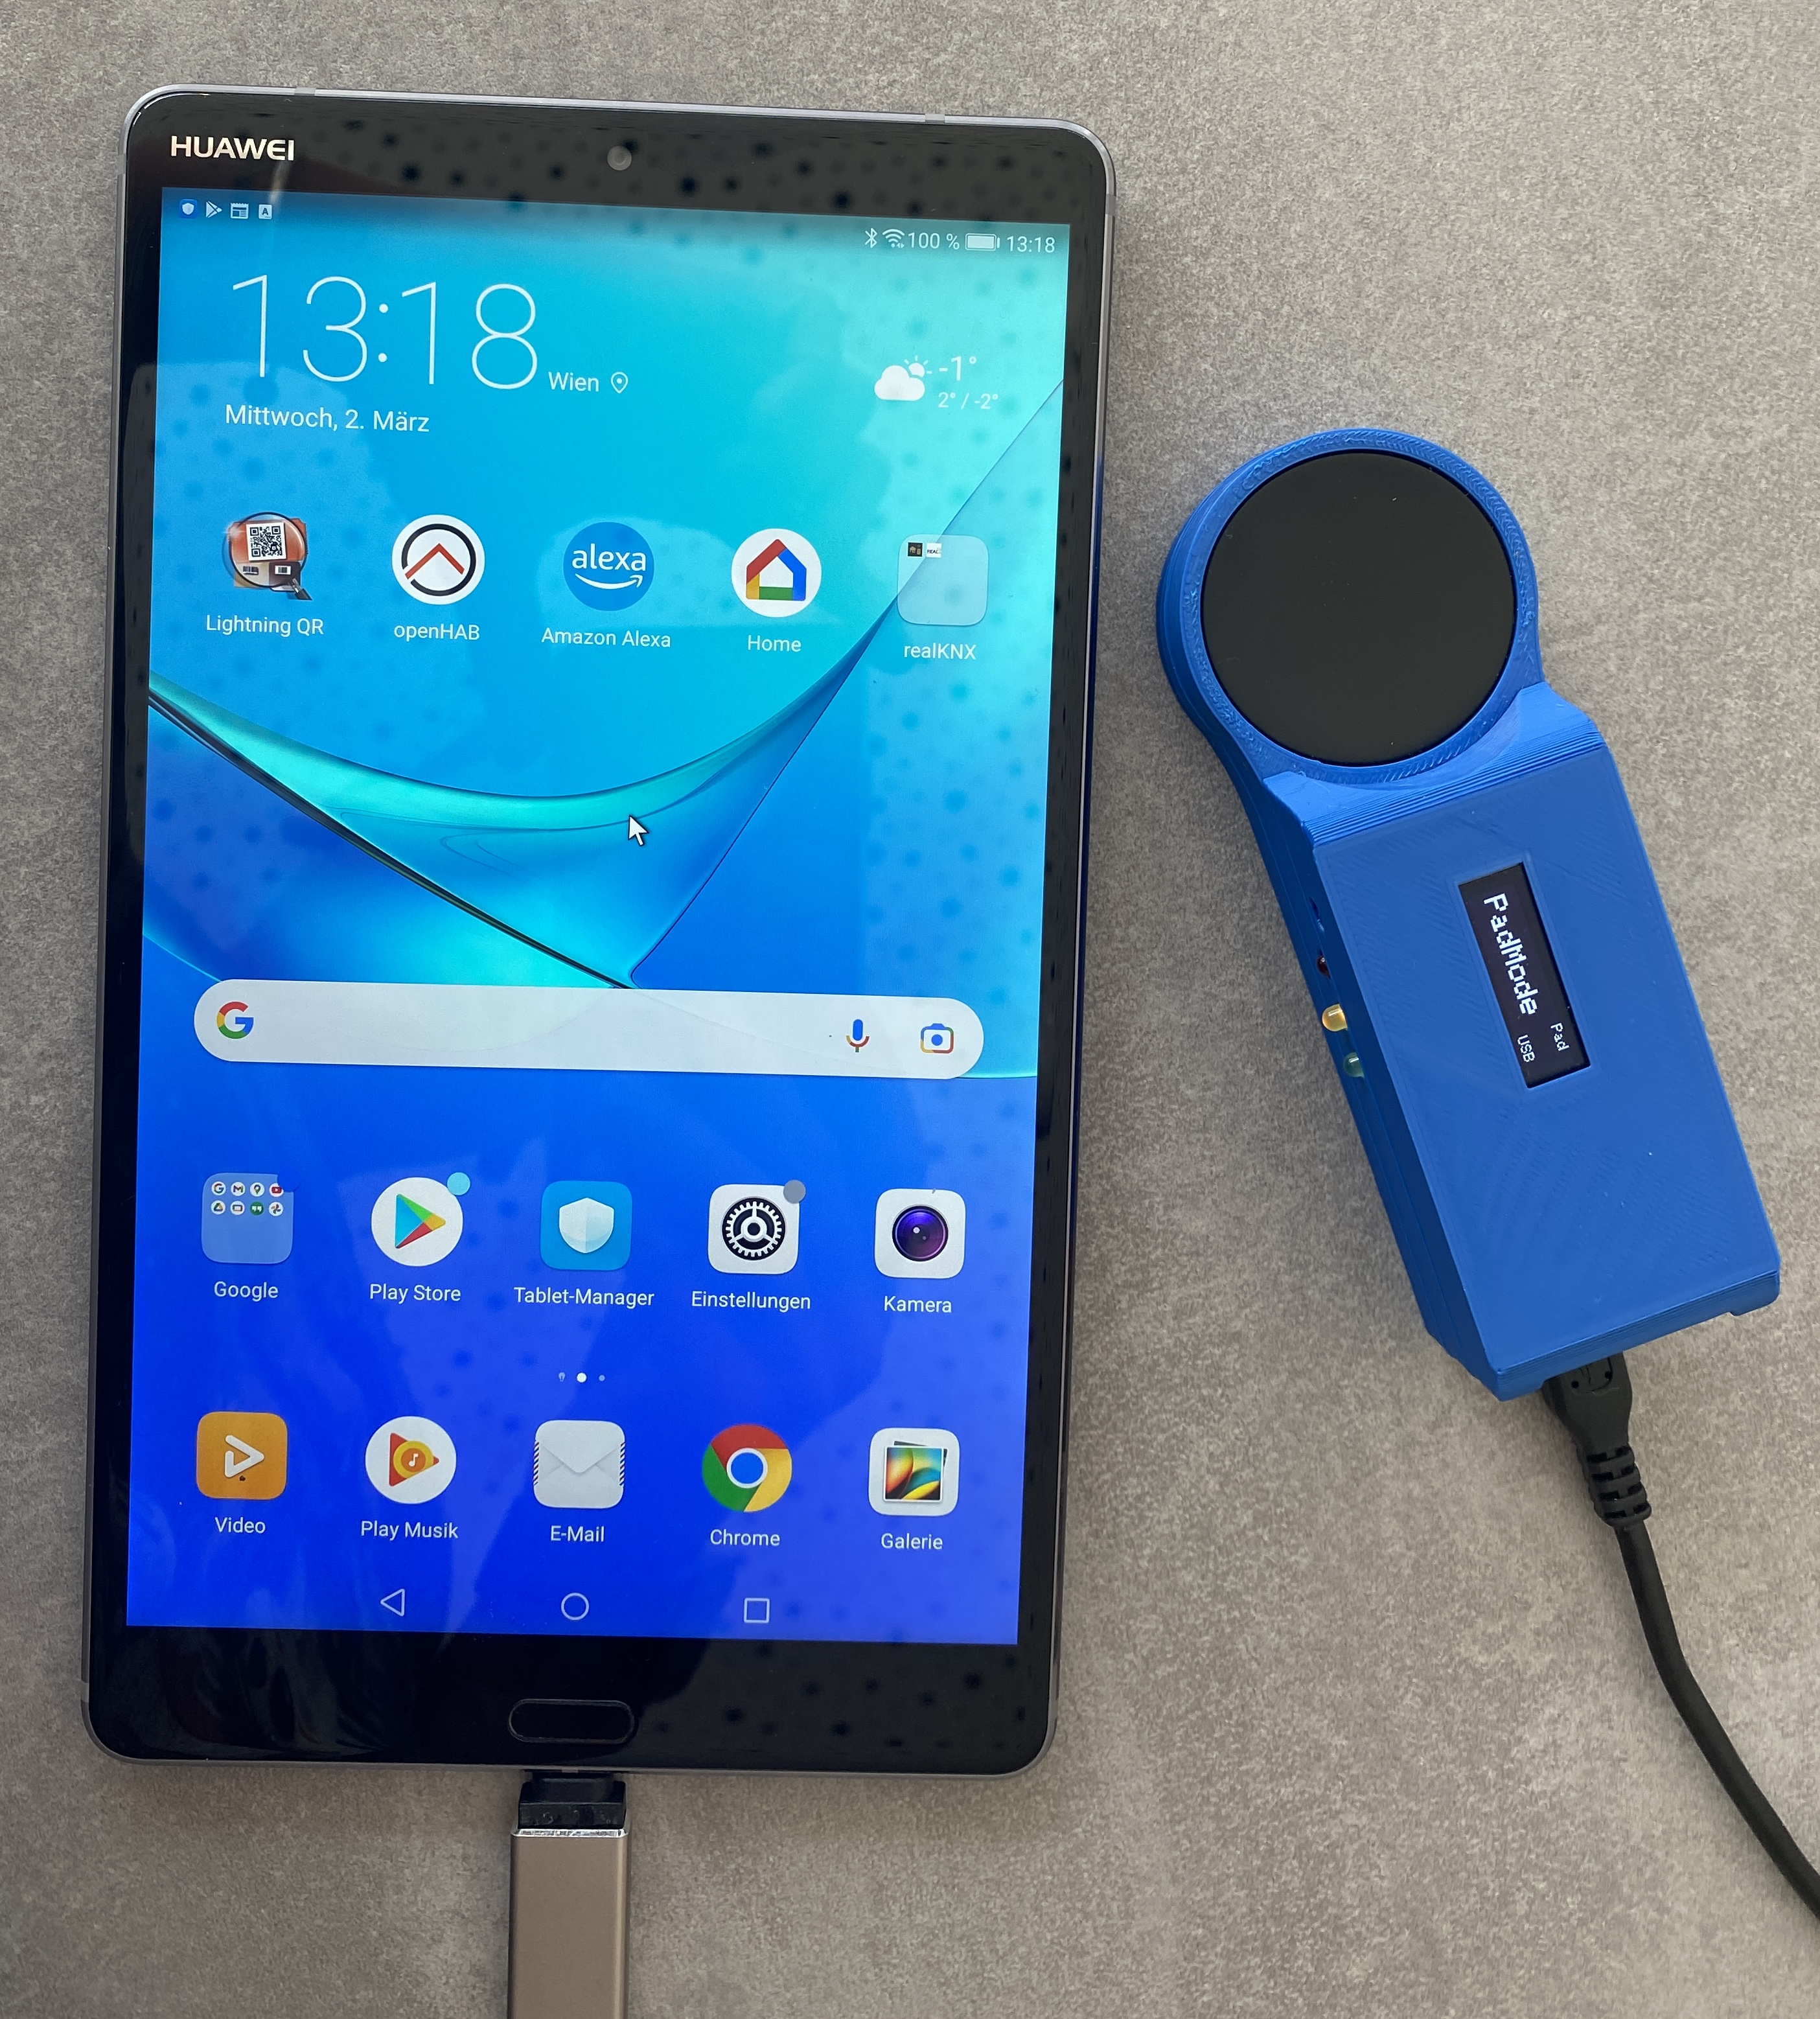 HUAWEI
100 % 13:18
13:18
Wien
Mittwoch, 2. März
-1°
2° / -2°
alexa
Lightning QR
openHAB
Amazon Alexa
Home
realKNX
Google
Play Store
Tablet-Manager
Einstellungen
Kamera
Video
Play Musik
E-Mail
Chrome
Galerie
PadMode
Pad
USB